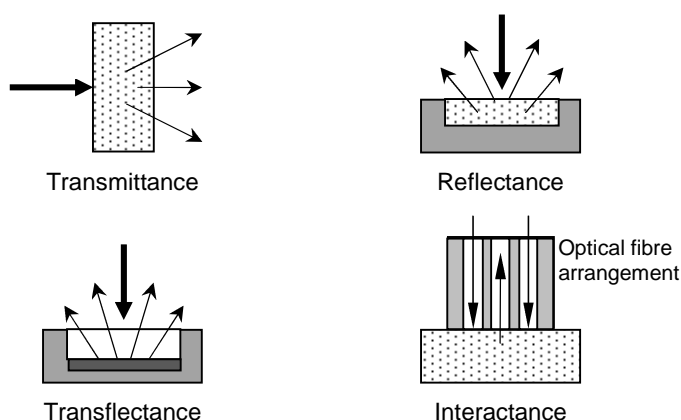 Transmittance
Reflectance
Optical fibre
arrangement
Transflectance
Interactance